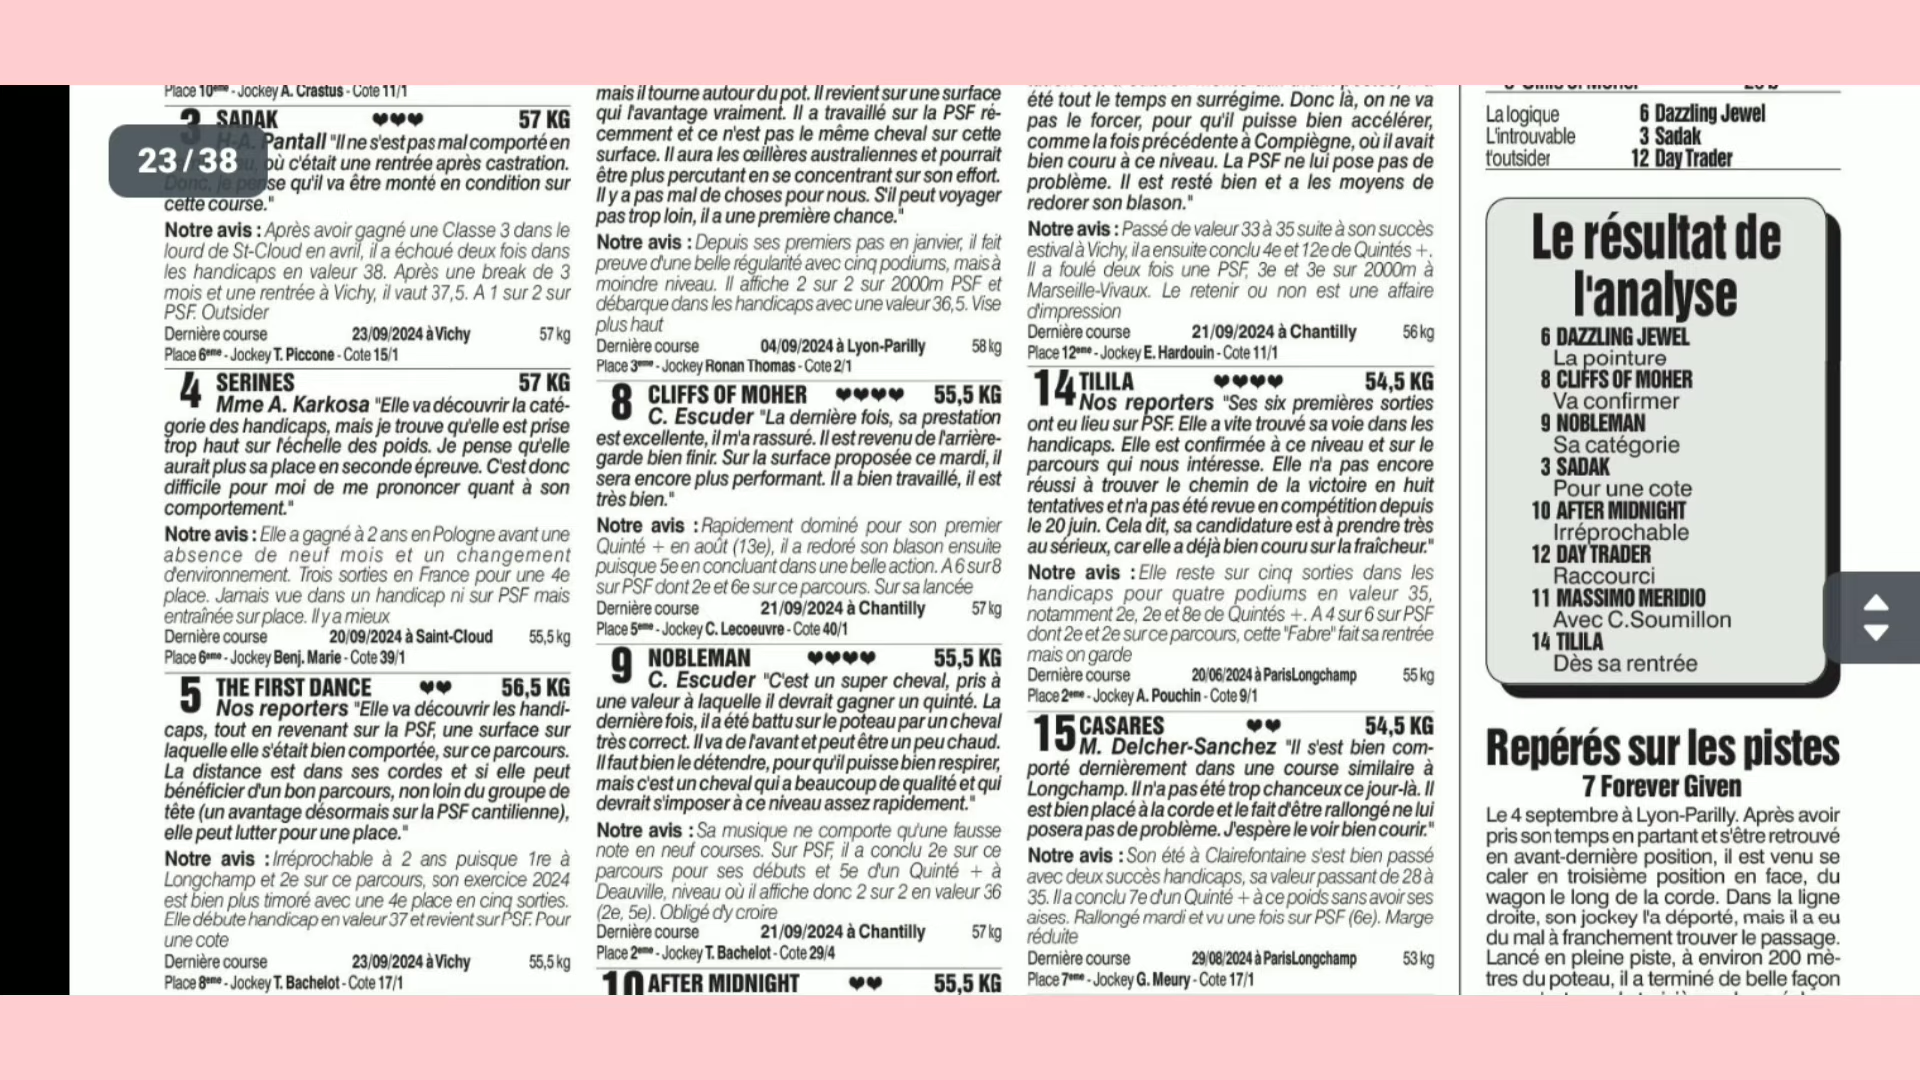 Place 10ème - Jockey A. Crastus - Cote 11/1
3 SADAK ♥♥♥ 57 KG
H-A. Pantall "Il ne s'est pas mal comporté en
où c'était une rentrée après castration.
Donc, je pense qu'il va être monté en condition sur
cette course."
Notre avis : Après avoir gagné une Classe 3 dans le
lourd de St-Cloud en avril, il a échoué deux fois dans
les handicaps en valeur 38. Après une break de 3
mois et une rentrée à Vichy, il vaut 37,5. A 1 sur 2 sur
PSF. Outsider
Dernière course 23/09/2024 à Vichy 57 kg
Place 6ème - Jockey T. Piccone - Cote 15/1
4 SERINES 57 KG
Mme A. Karkosa "Elle va découvrir la caté-
gorie des handicaps, mais je trouve qu'elle est prise
trop haut sur l'échelle des poids. Je pense qu'elle
aurait plus sa place en seconde épreuve. C'est donc
difficile pour moi de me prononcer quant à son
comportement."
Notre avis : Elle a gagné à 2 ans en Pologne avant une
absence de neuf mois et un changement
d'environnement. Trois sorties en France pour une 4e
place. Jamais vue dans un handicap ni sur PSF mais
entraînée sur place. Il y a mieux
Dernière course 20/09/2024 à Saint-Cloud 55,5 kg
Place 6ème - Jockey Benj. Marie - Cote 39/1
5 THE FIRST DANCE ♥♥ 56,5 KG
Nos reporters "Elle va découvrir les handi-
caps, tout en revenant sur la PSF, une surface sur
laquelle elle s'était bien comportée, sur ce parcours.
La distance est dans ses cordes et si elle peut
bénéficier d'un bon parcours, non loin du groupe de
tête (un avantage désormais sur la PSF cantilienne),
elle peut lutter pour une place."
Notre avis : Irréprochable à 2 ans puisque 1re à
Longchamp et 2e sur ce parcours, son exercice 2024
est bien plus timoré avec une 4e place en cinq sorties.
Elle débute handicap en valeur 37 et revient sur PSF. Pour
une cote
Dernière course 23/09/2024 à Vichy 55,5 kg
Place 8ème - Jockey T. Bachelot - Cote 17/1
mais il tourne autour du pot. Il revient sur une surface
qui l'avantage vraiment. Il a travaillé sur la PSF ré-
cemment et ce n'est pas le même cheval sur cette
surface. Il aura les œillères australiennes et pourrait
être plus percutant en se concentrant sur son effort.
Il y a pas mal de choses pour nous. S'il peut voyager
pas trop loin, il a une première chance."
Notre avis : Depuis ses premiers pas en janvier, il fait
preuve d'une belle régularité avec cinq podiums, mais à
moindre niveau. Il affiche 2 sur 2 sur 2000m PSF et
débarque dans les handicaps avec une valeur 36,5. Vise
plus haut
Dernière course 04/09/2024 à Lyon-Parilly 58 kg
Place 3ème - Jockey Ronan Thomas - Cote 2/1
8 CLIFFS OF MOHER ♥♥♥♥ 55,5 KG
C. Escuder "La dernière fois, sa prestation
est excellente, il m'a rassuré. Il est revenu de l'arrière-
garde bien finir. Sur la surface proposée ce mardi, il
sera encore plus performant. Il a bien travaillé, il est
très bien."
Notre avis : Rapidement dominé pour son premier
Quinté + en août (13e), il a redoré son blason ensuite
puisque 5e en concluant dans une belle action. A 6 sur 8
sur PSF dont 2e et 6e sur ce parcours. Sur sa lancée
Dernière course 21/09/2024 à Chantilly 57 kg
Place 5ème - Jockey C. Lecoeuvre - Cote 40/1
9 NOBLEMAN ♥♥♥♥ 55,5 KG
C. Escuder "C'est un super cheval, pris à
une valeur à laquelle il devrait gagner un quinté. La
dernière fois, il a été battu sur le poteau par un cheval
très correct. Il va de l'avant et peut être un peu chaud.
Il faut bien le détendre, pour qu'il puisse bien respirer,
mais c'est un cheval qui a beaucoup de qualité et qui
devrait s'imposer à ce niveau assez rapidement."
Notre avis : Sa musique ne comporte qu'une fausse
note en neuf courses. Sur PSF, il a conclu 2e sur ce
parcours pour ses débuts et 5e d'un Quinté + à
Deauville, niveau où il affiche donc 2 sur 2 en valeur 36
(2e, 5e). Obligé d'y croire
Dernière course 21/09/2024 à Chantilly 57 kg
Place 2ème - Jockey T. Bachelot - Cote 29/4
10 AFTER MIDNIGHT ♥♥ 55,5 KG
été tout le temps en surrégime. Donc là, on ne va
pas le forcer, pour qu'il puisse bien accélérer,
comme la fois précédente à Compiègne, où il avait
bien couru à ce niveau. La PSF ne lui pose pas de
problème. Il est resté bien et a les moyens de
redorer son blason."
Notre avis : Passé de valeur 33 à 35 suite à son succès
estival à Vichy, il a ensuite conclu 4e et 12e de Quintés +.
Il a foulé deux fois une PSF, 3e et 3e sur 2000m à
Marseille-Vivaux. Le retenir ou non est une affaire
d'impression
Dernière course 21/09/2024 à Chantilly 56 kg
Place 12ème - Jockey E. Hardouin - Cote 11/1
14 TILILA ♥♥♥♥ 54,5 KG
Nos reporters "Ses six premières sorties
ont eu lieu sur PSF. Elle a vite trouvé sa voie dans les
handicaps. Elle est confirmée à ce niveau et sur le
parcours qui nous intéresse. Elle n'a pas encore
réussi à trouver le chemin de la victoire en huit
tentatives et n'a pas été revue en compétition depuis
le 20 juin. Cela dit, sa candidature est à prendre très
au sérieux, car elle a déjà bien couru sur la fraîcheur."
Notre avis : Elle reste sur cinq sorties dans les
handicaps pour quatre podiums en valeur 35,
notamment 2e, 2e et 8e de Quintés +. A 4 sur 6 sur PSF
dont 2e et 2e sur ce parcours, cette "Fabre" fait sa rentrée
mais on garde
Dernière course 20/06/2024 à ParisLongchamp 55 kg
Place 2ème - Jockey A. Pouchin - Cote 9/1
15 CASARES ♥♥ 54,5 KG
M. Delcher-Sanchez "Il s'est bien com-
porté dernièrement dans une course similaire à
Longchamp. Il n'a pas été trop chanceux ce jour-là. Il
est bien placé à la corde et le fait d'être rallongé ne lui
posera pas de problème. J'espère le voir bien courir."
Notre avis : Son été à Clairefontaine s'est bien passé
avec deux succès handicaps, sa valeur passant de 28 à
35. Il a conclu 7e d'un Quinté + à ce poids sans avoir ses
aises. Rallongé mardi et vu une fois sur PSF (6e). Marge
réduite
Dernière course 29/08/2024 à ParisLongchamp 53 kg
Place 7ème - Jockey G. Meury - Cote 17/1
La logique 6 Dazzling Jewel
L'introuvable 3 Sadak
t'outsider 12 Day Trader
Le résultat de
l'analyse
6 DAZZLING JEWEL
La pointure
8 CLIFFS OF MOHER
Va confirmer
9 NOBLEMAN
Sa catégorie
3 SADAK
Pour une cote
10 AFTER MIDNIGHT
Irréprochable
12 DAY TRADER
Raccourci
11 MASSIMO MERIDIO
Avec C.Soumillon
14 TILILA
Dès sa rentrée
Repérés sur les pistes
7 Forever Given
Le 4 septembre à Lyon-Parilly. Après avoir
pris son temps en partant et s'être retrouvé
en avant-dernière position, il est venu se
caler en troisième position en face, du
wagon le long de la corde. Dans la ligne
droite, son jockey l'a déporté, mais il a eu
du mal à franchement trouver le passage.
Lancé en pleine piste, à environ 200 mè-
tres du poteau, il a terminé de belle façon
23 / 38